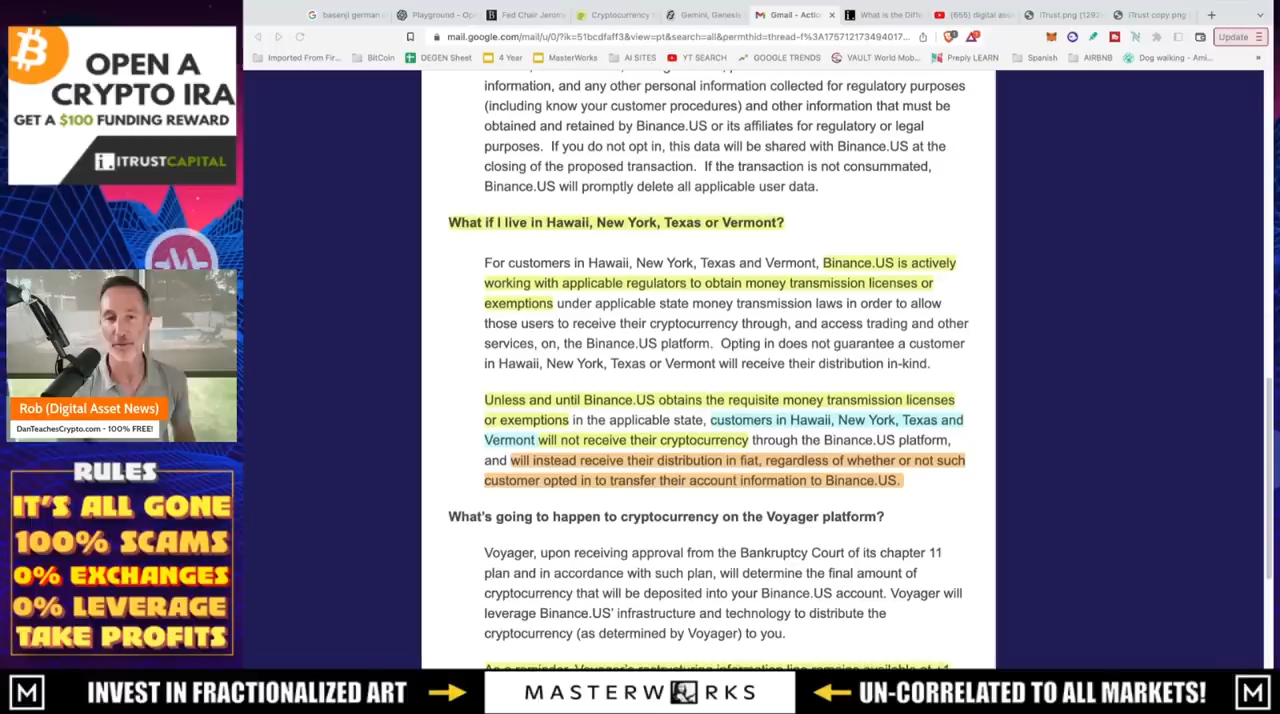 OPEN A
CRYPTO IRA
GET A $100 FUNDING REWARD
i. ITRUSTCAPITAL
Rob (Digital Asset News)
DanTeachesCrypto.com - 100% FREE!
RULES
IT'S ALL GONE
100% SCAMS
0% EXCHANGES
0% LEVERAGE
TAKE PROFITS
basenji german
Playground - Ope
Fed Chair Jerom
Cryptocurrency
Gemini, Genesis
Gmail - Action
What is the Diffe
(655) digital asse
iTrust.png (1292
iTrust copy.png
mail.google.com/mail/u/0/?ik=51bcdfaff3&view=pt&search=all&permthid=thread-f%3A175712173494017...
Update
Imported From Fir...
BitCoin
DEGEN Sheet
4 Year
MasterWorks
AI SITES
YT SEARCH
GOOGLE TRENDS
VAULT World Mob...
Preply LEARN
Spanish
AIRBNB
Dog walking - Ami...
information, and any other personal information collected for regulatory purposes
(including know your customer procedures) and other information that must be
obtained and retained by Binance.US or its affiliates for regulatory or legal
purposes. If you do not opt in, this data will be shared with Binance.US at the
closing of the proposed transaction. If the transaction is not consummated,
Binance.US will promptly delete all applicable user data.
What if I live in Hawaii, New York, Texas or Vermont?
For customers in Hawaii, New York, Texas and Vermont, Binance.US is actively
working with applicable regulators to obtain money transmission licenses or
exemptions under applicable state money transmission laws in order to allow
those users to receive their cryptocurrency through, and access trading and other
services, on, the Binance.US platform. Opting in does not guarantee a customer
in Hawaii, New York, Texas or Vermont will receive their distribution in-kind.
Unless and until Binance.US obtains the requisite money transmission licenses
or exemptions in the applicable state, customers in Hawaii, New York, Texas and
Vermont will not receive their cryptocurrency through the Binance.US platform,
and will instead receive their distribution in fiat, regardless of whether or not such
customer opted in to transfer their account information to Binance.US.
What's going to happen to cryptocurrency on the Voyager platform?
Voyager, upon receiving approval from the Bankruptcy Court of its chapter 11
plan and in accordance with such plan, will determine the final amount of
cryptocurrency that will be deposited into your Binance.US account. Voyager will
leverage Binance.US' infrastructure and technology to distribute the
cryptocurrency (as determined by Voyager) to you.
As a reminder, Voyager's restructuring information line remains available at +1
M INVEST IN FRACTIONALIZED ART
MASTERWORKS
UN-CORRELATED TO ALL MARKETS! M